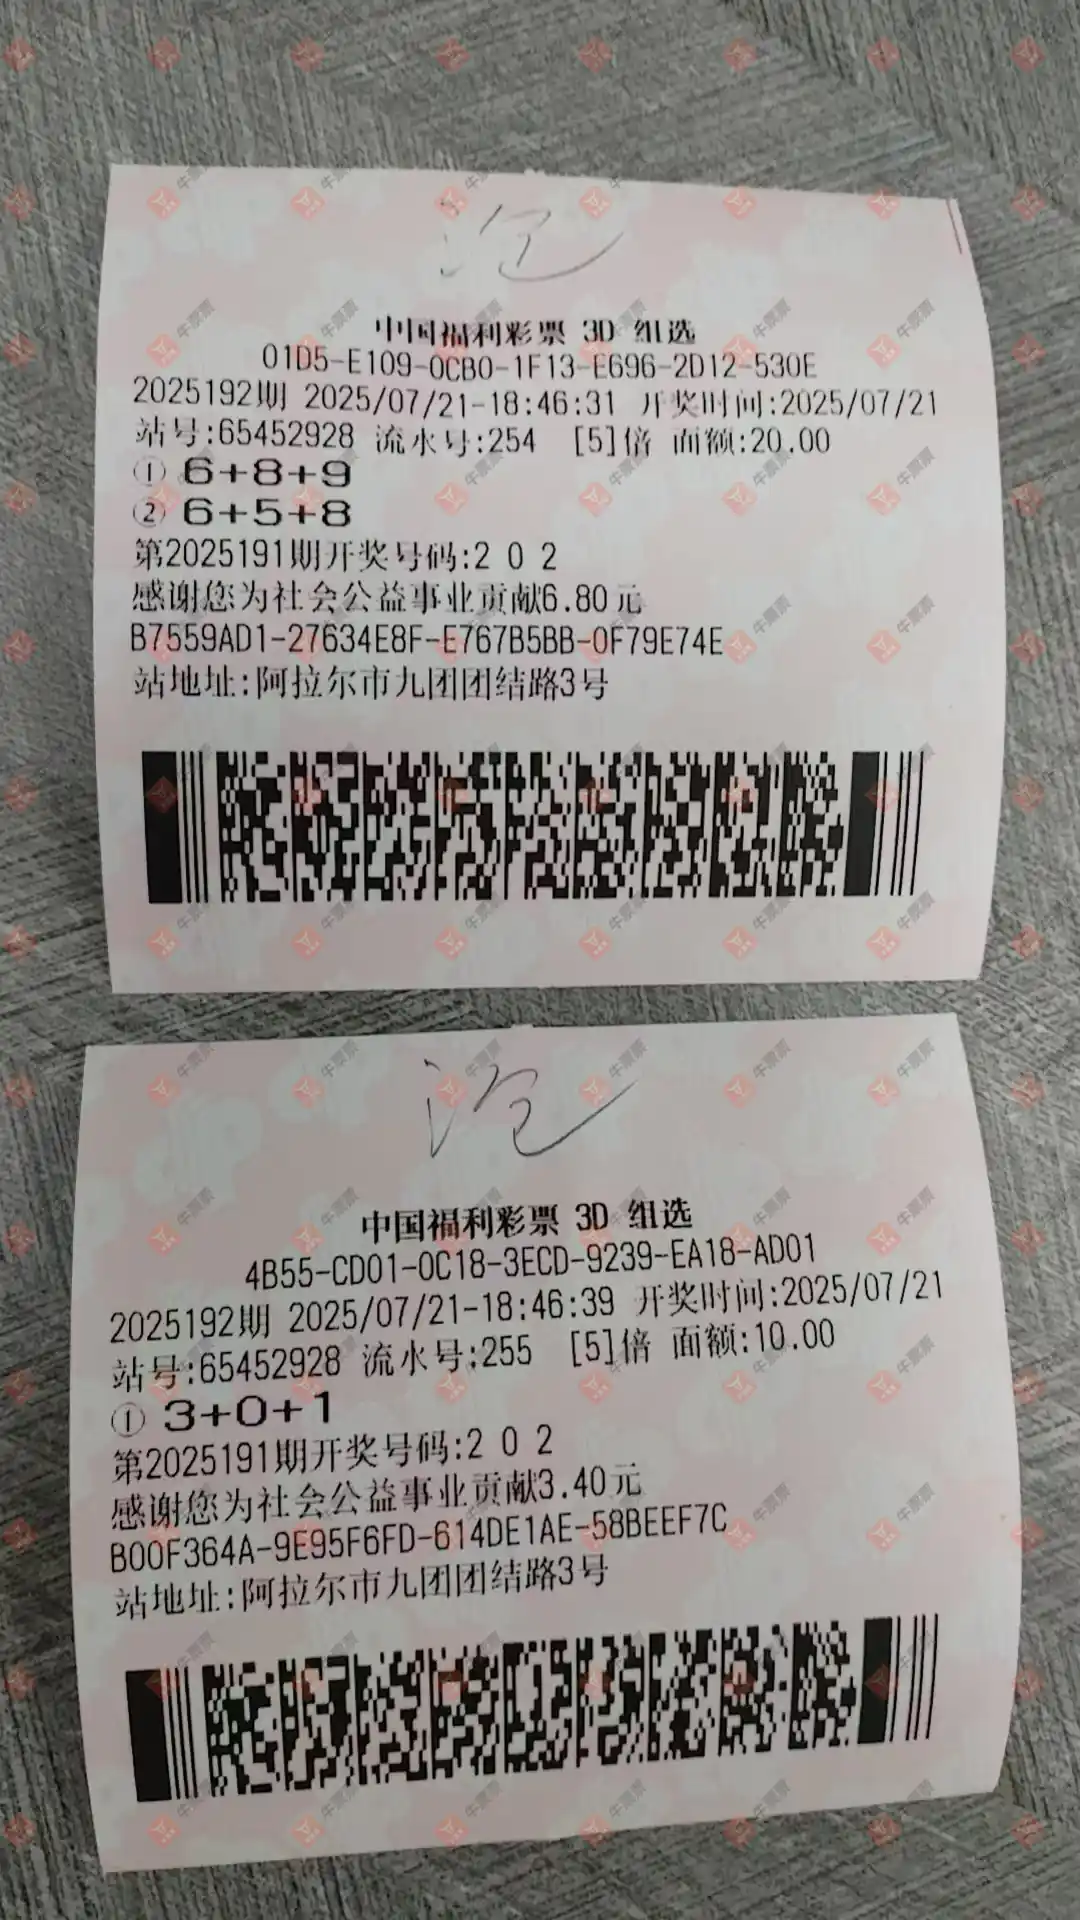 泡
中国福利彩票 3D 组选
01D5-E109-0CB0-1F13-E696-2D12-530E
2025192期 2025/07/21-18:46:31 开奖时间:2025/07/21
站号:65452928 流水号:254 [5]倍 面额:20.00
① 6+8+9
② 6+5+8
第2025191期开奖号码:2 0 2
感谢您为社会公益事业贡献6.80元
B7559AD1-27634E8F-E767B5BB-0F79E74E
站地址:阿拉尔市九团团结路3号
泡
中国福利彩票 3D 组选
4B55-CD01-0C18-3ECD-9239-EA18-AD01
2025192期 2025/07/21-18:46:39 开奖时间:2025/07/21
站号:65452928 流水号:255 [5]倍 面额:10.00
① 3+0+1
第2025191期开奖号码:2 0 2
感谢您为社会公益事业贡献3.40元
B00F364A-9E95F6FD-614DE1AE-58BEEF7C
站地址:阿拉尔市九团团结路3号
牛票票